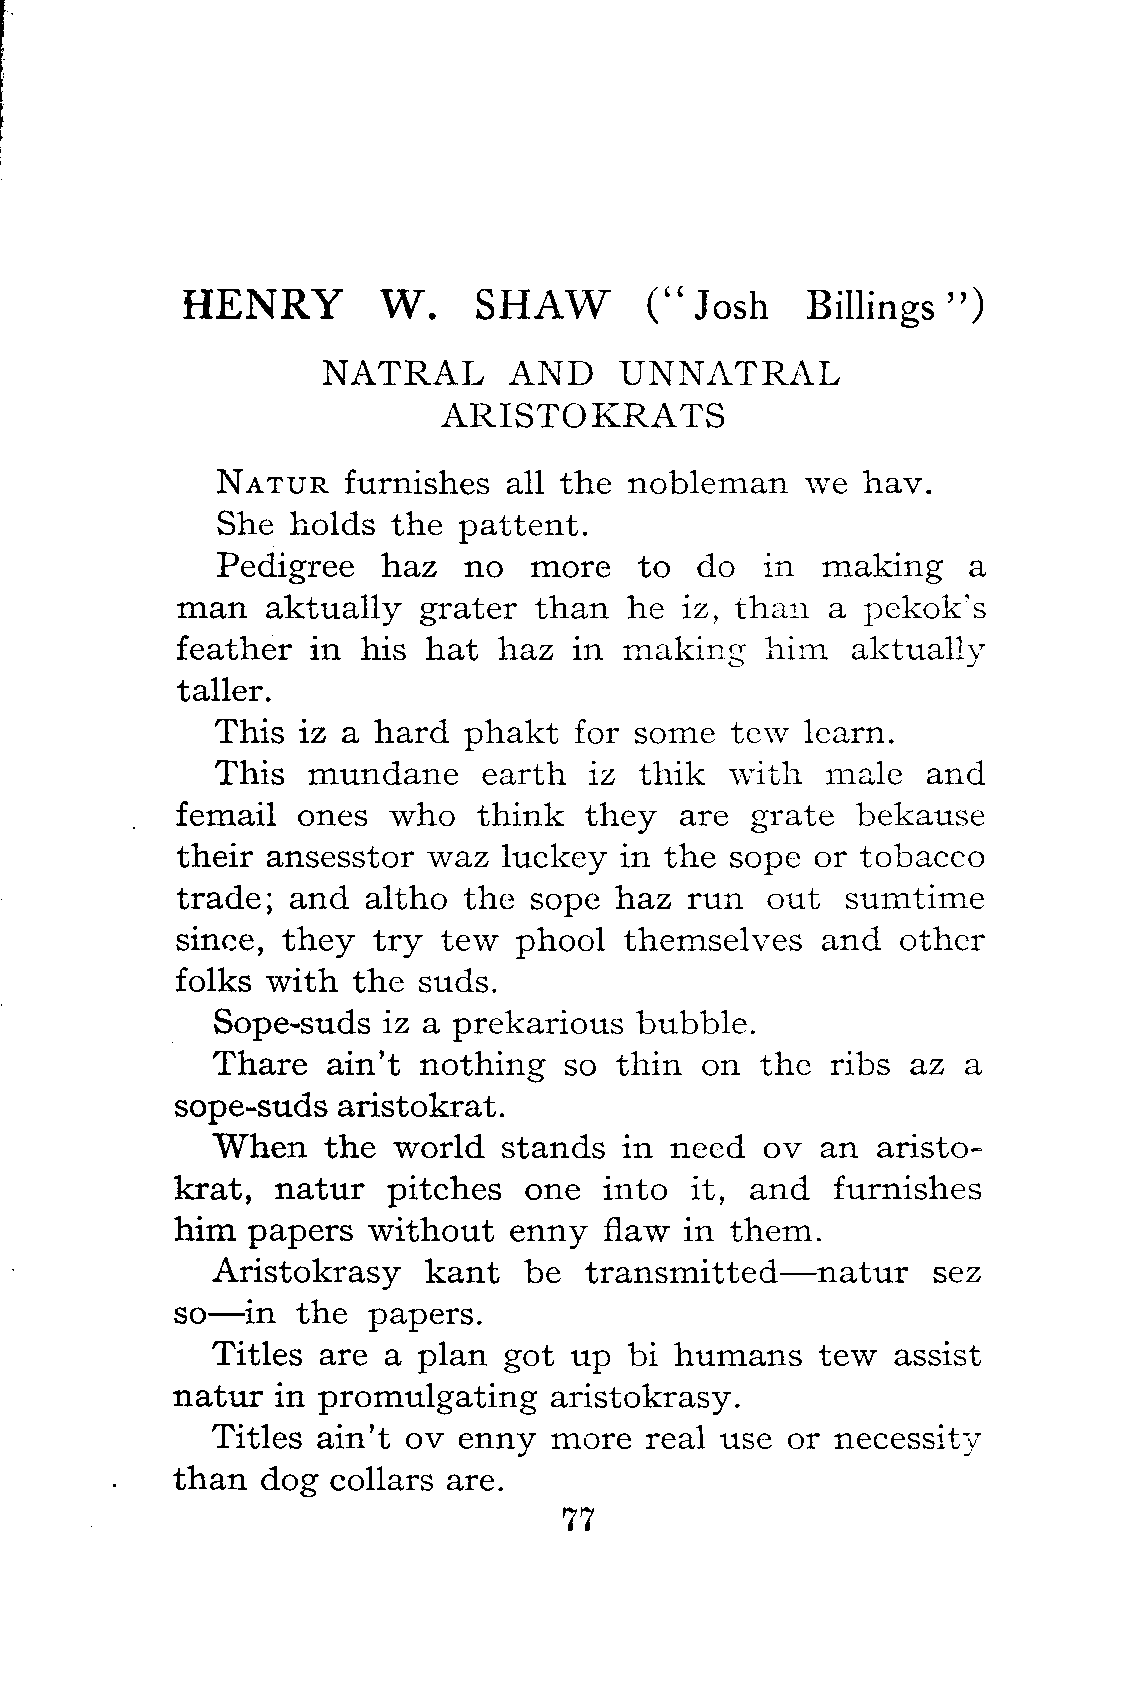 HENRY W. SHAW ("Josh Billings")
NATRAL AND UNNATRAL
ARISTOKRATS
NATUR furnishes all the nobleman we hav.
She holds the pattent.
Pedigree haz no more to do in making a
man aktually grater than he iz, than a pekok's
feather in his hat haz in making him aktually
taller.
This iz a hard phakt for some tew learn.
This mundane earth iz thik with male and
femail ones who think they are grate bekause
their ansesstor waz luckey in the sope or tobacco
trade; and altho the sope haz run out sumtime
since, they try tew phool themselves and other
folks with the suds.
Sope-suds iz a prekarious bubble.
Thare ain't nothing so thin on the ribs az a
sope-suds aristokrat.
When the world stands in need ov an aristo-
krat, natur pitches one into it, and furnishes
him papers without enny flaw in them.
Aristokrasy kant be transmitted—natur sez
so—in the papers.
Titles are a plan got up bi humans tew assist
natur in promulgating aristokrasy.
Titles ain't ov enny more real use or necessity
than dog collars are.
77